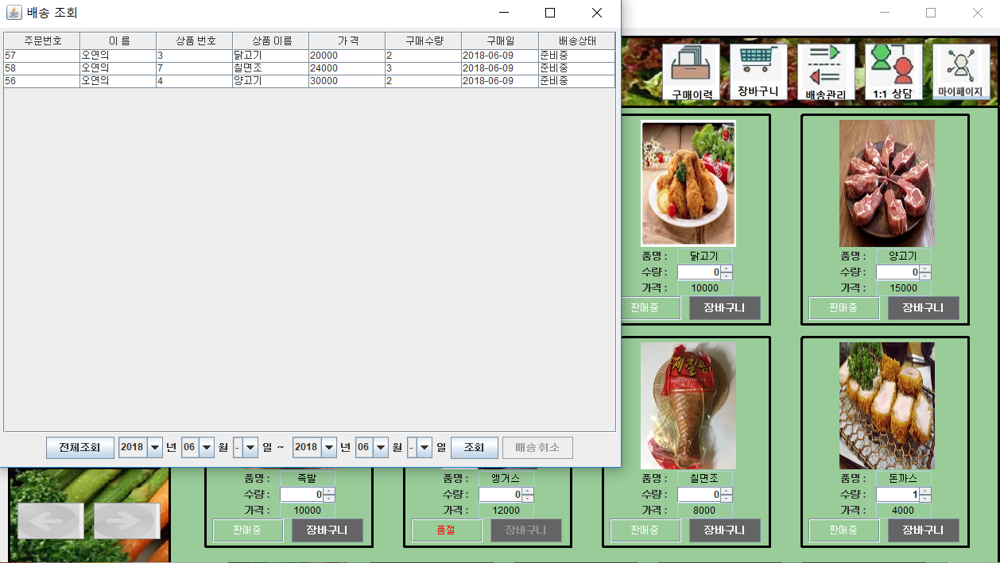 배송 조회
주문번호 이 름 상품 번호 상품 이름 가 격 구매수량 구매일 배송상태
57 오연의 3 닭고기 20000 2 2018-06-09 준비중
58 오연의 7 칠면조 24000 3 2018-06-09 준비중
56 오연의 4 양고기 30000 2 2018-06-09 준비중
전체조회 2018 년 06 월 - 일 ~ 2018 년 06 월 - 일 조회 배송 취소
구매이력 장바구니 배송관리 1:1 상담 마이페이지
품명 : 닭고기
수량 : 0
가격 : 10000
판매중 장바구니
품명 : 양고기
수량 : 0
가격 : 15000
판매중 장바구니
품명 : 족발
수량 : 0
가격 : 10000
판매중 장바구니
품명 : 앵거스
수량 : 0
가격 : 12000
품절 장바구니
품명 : 칠면조
수량 : 0
가격 : 8000
판매중 장바구니
품명 : 돈까스
수량 : 1
가격 : 4000
판매중 장바구니